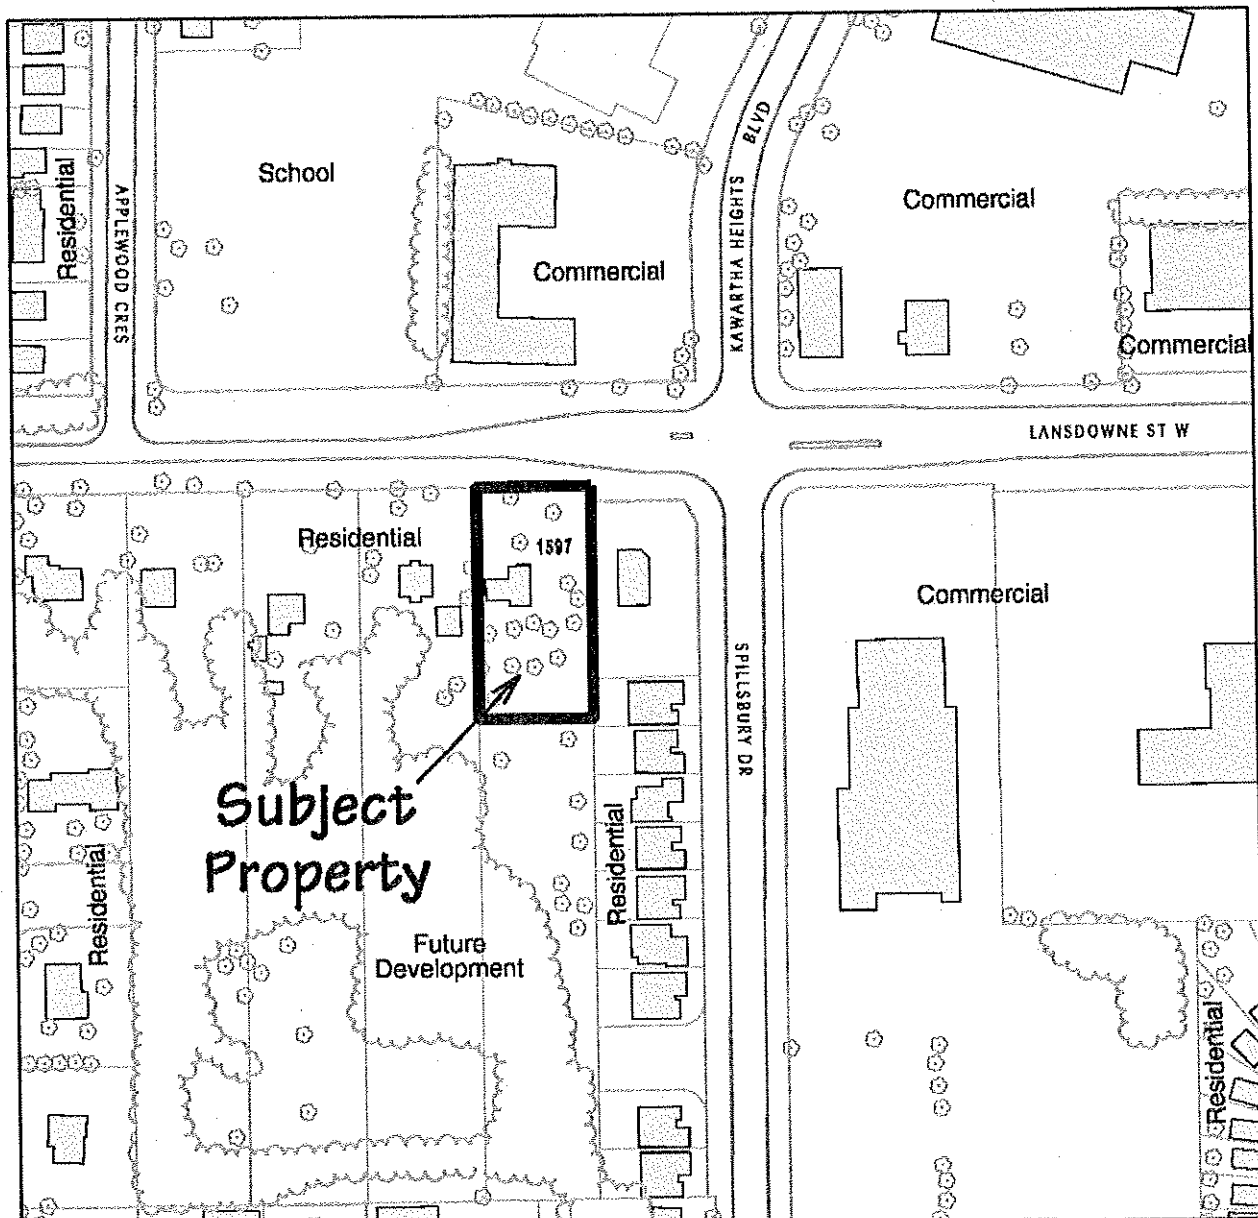 School
Residential
APPLEWOOD CRES
Commercial
KAWARTHA HEIGHTS
BLVD
Commercial
Commercial
LANSDOWNE ST W
Residential
1597
Commercial
SPILLSBURY DR
Subject
Property
Residential
Residential
Future
Development
Residential